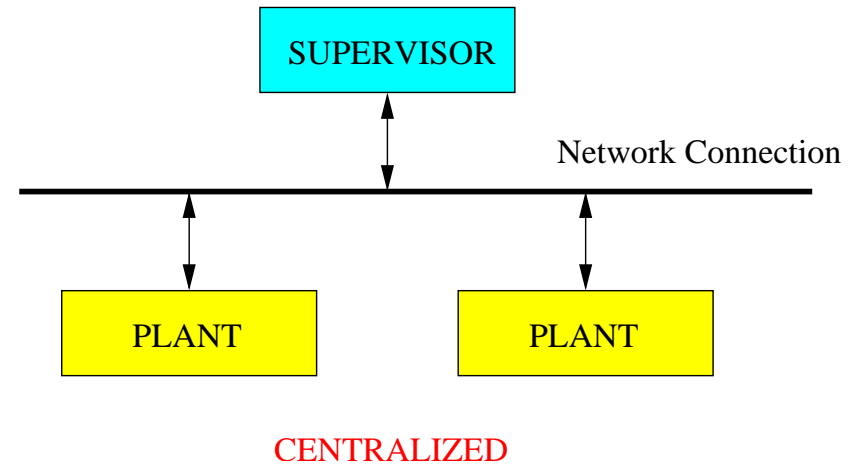 SUPERVISOR
Network Connection
PLANT
PLANT
CENTRALIZED